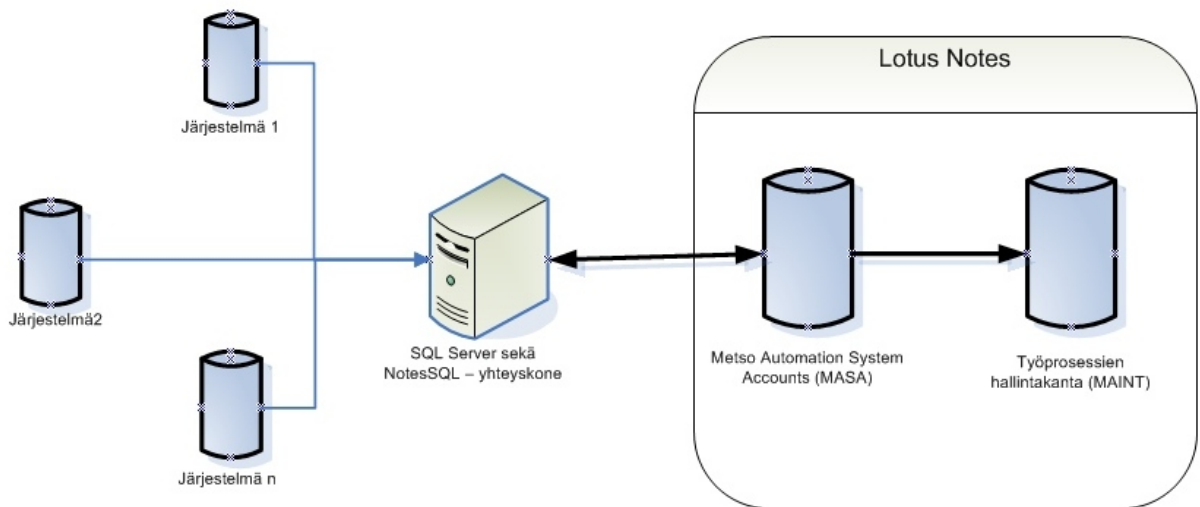 Lotus Notes
Järjestelmä 1
Järjestelmä2
SQL Server sekä
NotesSQL – yhteyskone
Metso Automation System
Accounts (MASA)
Työprosessien
hallintakanta (MAINT)
Järjestelmä n